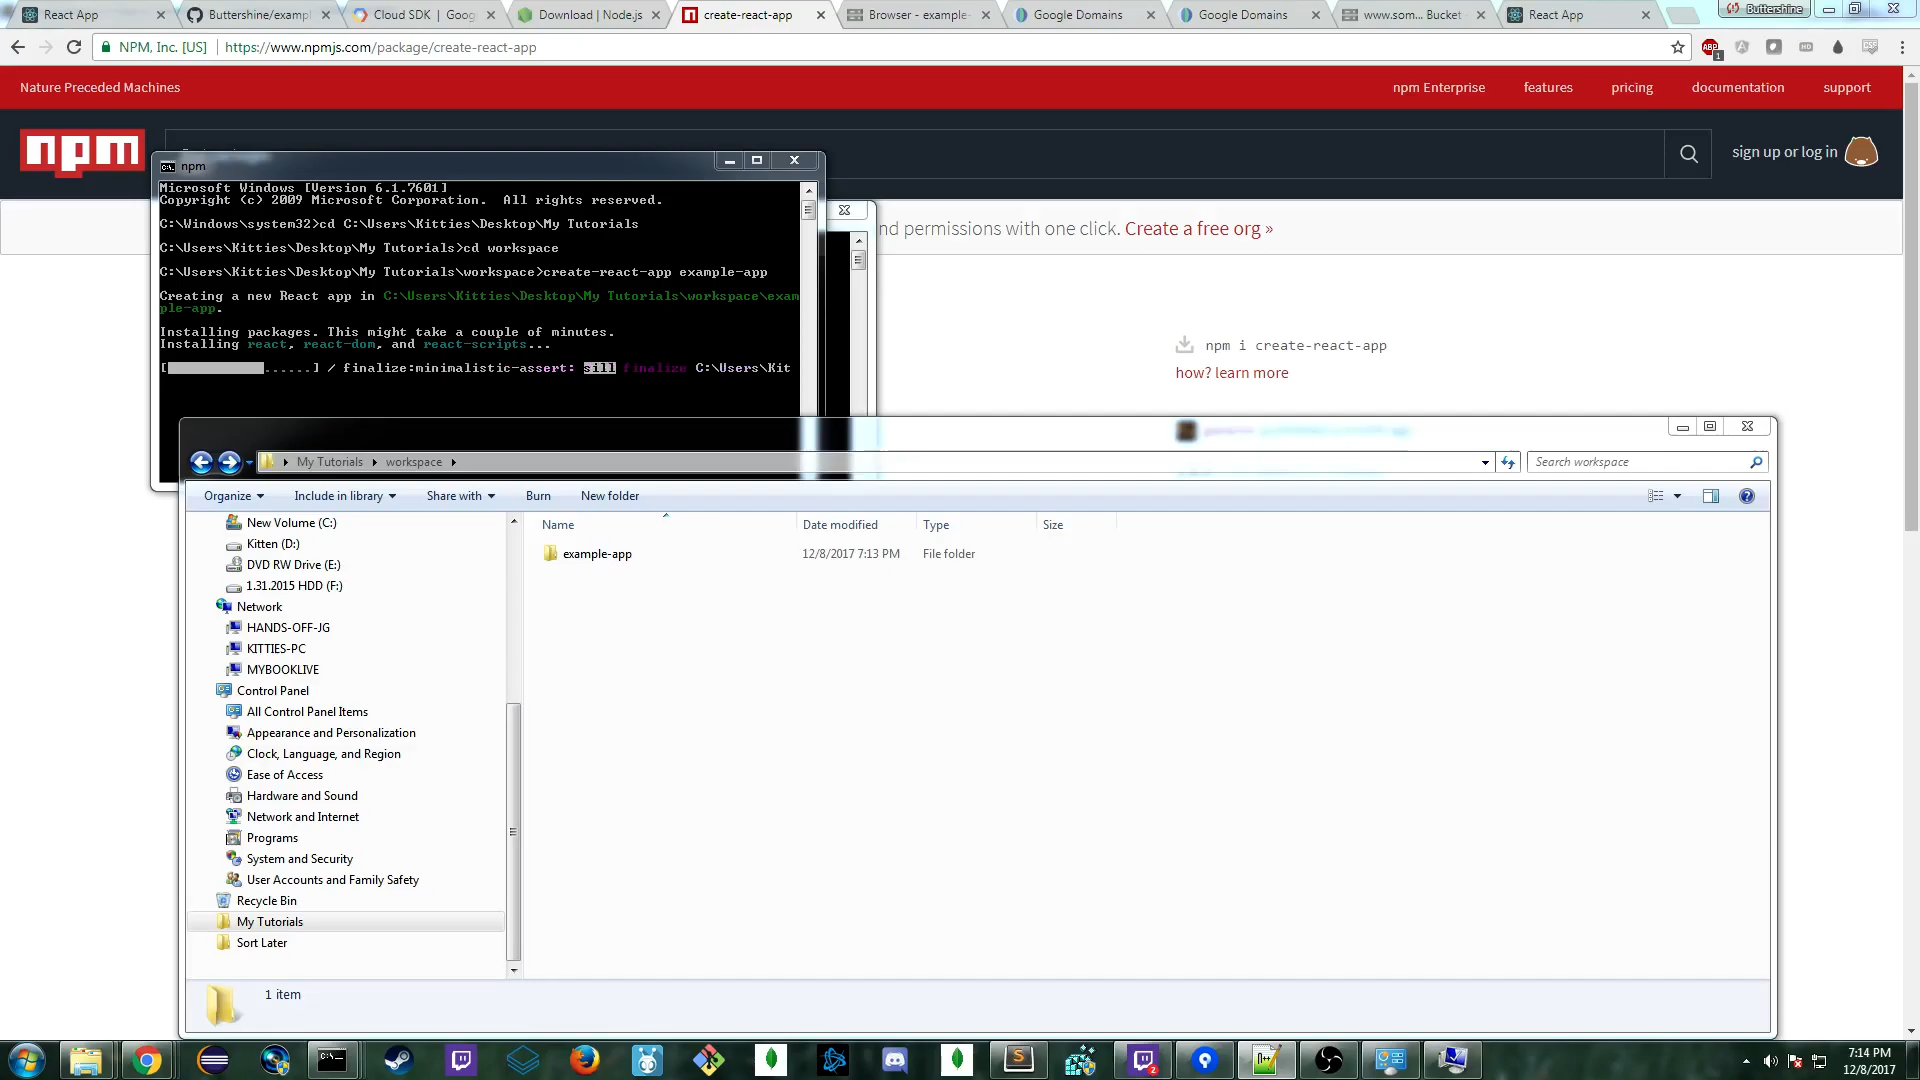 React App
Buttershine/examp
Cloud SDK | Goog
Download | Node.js
create-react-app
Browser - example-
Google Domains
Google Domains
www.som... Bucket
React App
Buttershine
NPM, Inc. [US]
https://www.npmjs.com/package/create-react-app
ABP
1
HD
CSS
Nature Preceded Machines
npm Enterprise
features
pricing
documentation
support
npm
sign up or log in
nd permissions with one click. Create a free org »
npm i create-react-app
how? learn more
npm
Microsoft Windows [Version 6.1.7601]
Copyright (c) 2009 Microsoft Corporation.  All rights reserved.
C:\Windows\system32>cd C:\Users\Kitties\Desktop\My Tutorials
C:\Users\Kitties\Desktop\My Tutorials>cd workspace
C:\Users\Kitties\Desktop\My Tutorials\workspace>create-react-app example-app
Creating a new React app in C:\Users\Kitties\Desktop\My Tutorials\workspace\exam
ple-app.
Installing packages. This might take a couple of minutes.
Installing react, react-dom, and react-scripts...
[......] / finalize:minimalistic-assert: sill finalize C:\Users\Kit
My Tutorials
workspace
Search workspace
Organize
Include in library
Share with
Burn
New folder
Name
Date modified
Type
Size
example-app
12/8/2017 7:13 PM
File folder
New Volume (C:)
Kitten (D:)
DVD RW Drive (E:)
1.31.2015 HDD (F:)
Network
HANDS-OFF-JG
KITTIES-PC
MYBOOKLIVE
Control Panel
All Control Panel Items
Appearance and Personalization
Clock, Language, and Region
Ease of Access
Hardware and Sound
Network and Internet
Programs
System and Security
User Accounts and Family Safety
Recycle Bin
My Tutorials
Sort Later
1 item
2
7:14 PM
12/8/2017